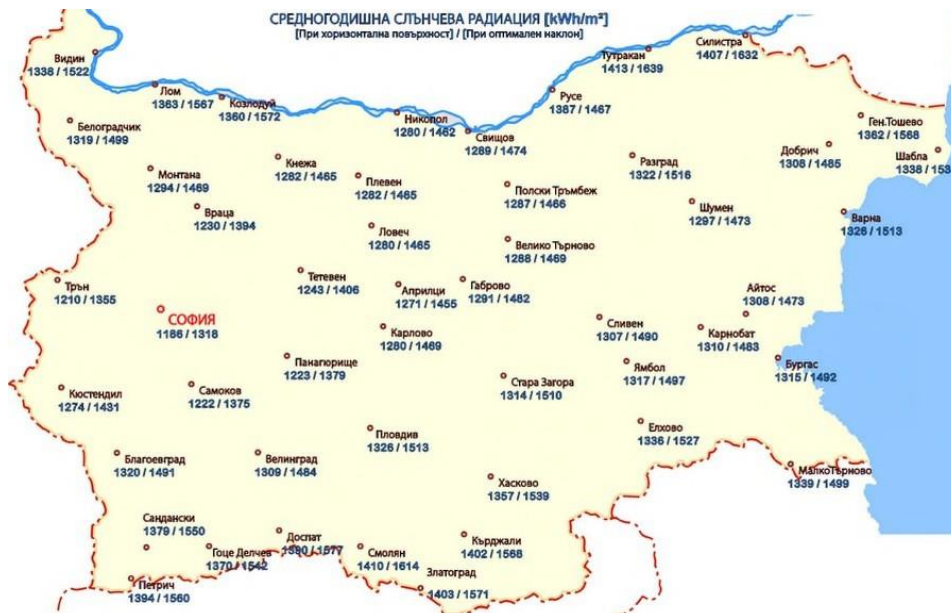 СРЕДНОГОДИШНА СЛЪНЧЕВА РАДИАЦИЯ [kWh/m²]
[При хоризонтална повърхност] / [При оптимален наклон]
Видин
1338 / 1522
Лом
1363 / 1567
Козлодуй
1360 / 1572
Белоградчик
1319 / 1499
Никопол
1280 / 1462
Свищов
1289 / 1474
Русе
1387 / 1467
Тутракан
1413 / 1639
Силистра
1407 / 1632
Ген.Тошево
1362 / 1568
Добрич
1308 / 1485
Шабла
1338 / 153
Монтана
1294 / 1469
Кнежа
1282 / 1465
Плевен
1282 / 1465
Полски Тръмбеж
1287 / 1466
Разград
1322 / 1516
Шумен
1297 / 1473
Варна
1326 / 1513
Враца
1230 / 1394
Ловеч
1280 / 1465
Велико Търново
1288 / 1469
Трън
1210 / 1355
Тетевен
1243 / 1406
Априлци
1271 / 1455
Габрово
1291 / 1482
Айтос
1308 / 1473
СОФИЯ
1186 / 1318
Карлово
1280 / 1469
Сливен
1307 / 1490
Карнобат
1310 / 1483
Бургас
1315 / 1492
Панагюрище
1223 / 1379
Ямбол
1317 / 1497
Кюстендил
1274 / 1431
Самоков
1222 / 1375
Стара Загора
1314 / 1510
Елхово
1336 / 1527
Пловдив
1326 / 1513
Благоевград
1320 / 1491
Велинград
1309 / 1484
Хасково
1357 / 1539
МалкоТърново
1339 / 1499
Сандански
1379 / 1550
Гоце Делчев
1370 / 1542
Доспат
1390 / 1577
Смолян
1410 / 1614
Кърджали
1402 / 1568
Златоград
1403 / 1571
Петрич
1394 / 1560